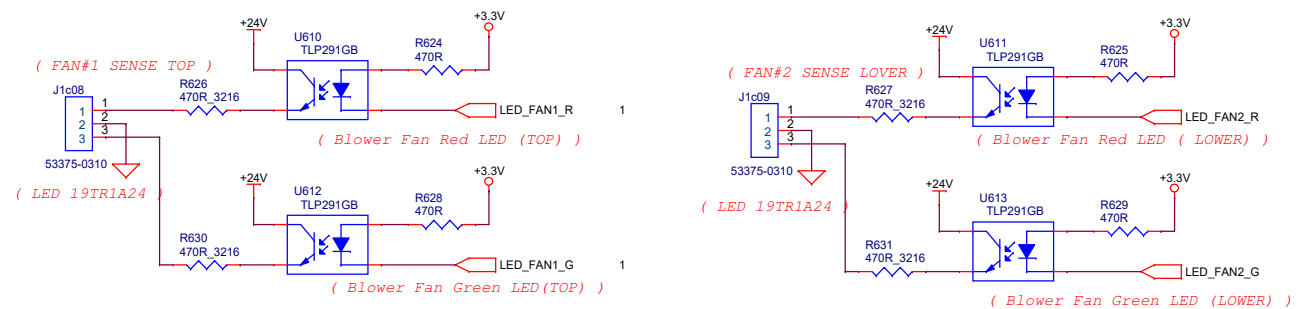 +24V
U610
TLP291GB
R624
470R
+3.3V
( FAN#1 SENSE TOP )
J1c08
R626
470R_3216
1
2
3
1
2
3
53375-0310
LED_FAN1_R
1
( Blower Fan Red LED (TOP) )
( LED 19TR1A24 )
+24V
U612
TLP291GB
R628
470R
+3.3V
R630
470R_3216
LED_FAN1_G
1
( Blower Fan Green LED(TOP) )
+24V
U611
TLP291GB
R625
470R
+3.3V
( FAN#2 SENSE LOVER )
J1c09
R627
470R_3216
1
2
3
1
2
3
53375-0310
LED_FAN2_R
( Blower Fan Red LED ( LOWER) )
( LED 19TR1A24 )
+24V
U613
TLP291GB
R629
470R
+3.3V
R631
470R_3216
LED_FAN2_G
( Blower Fan Green LED (LOWER) )